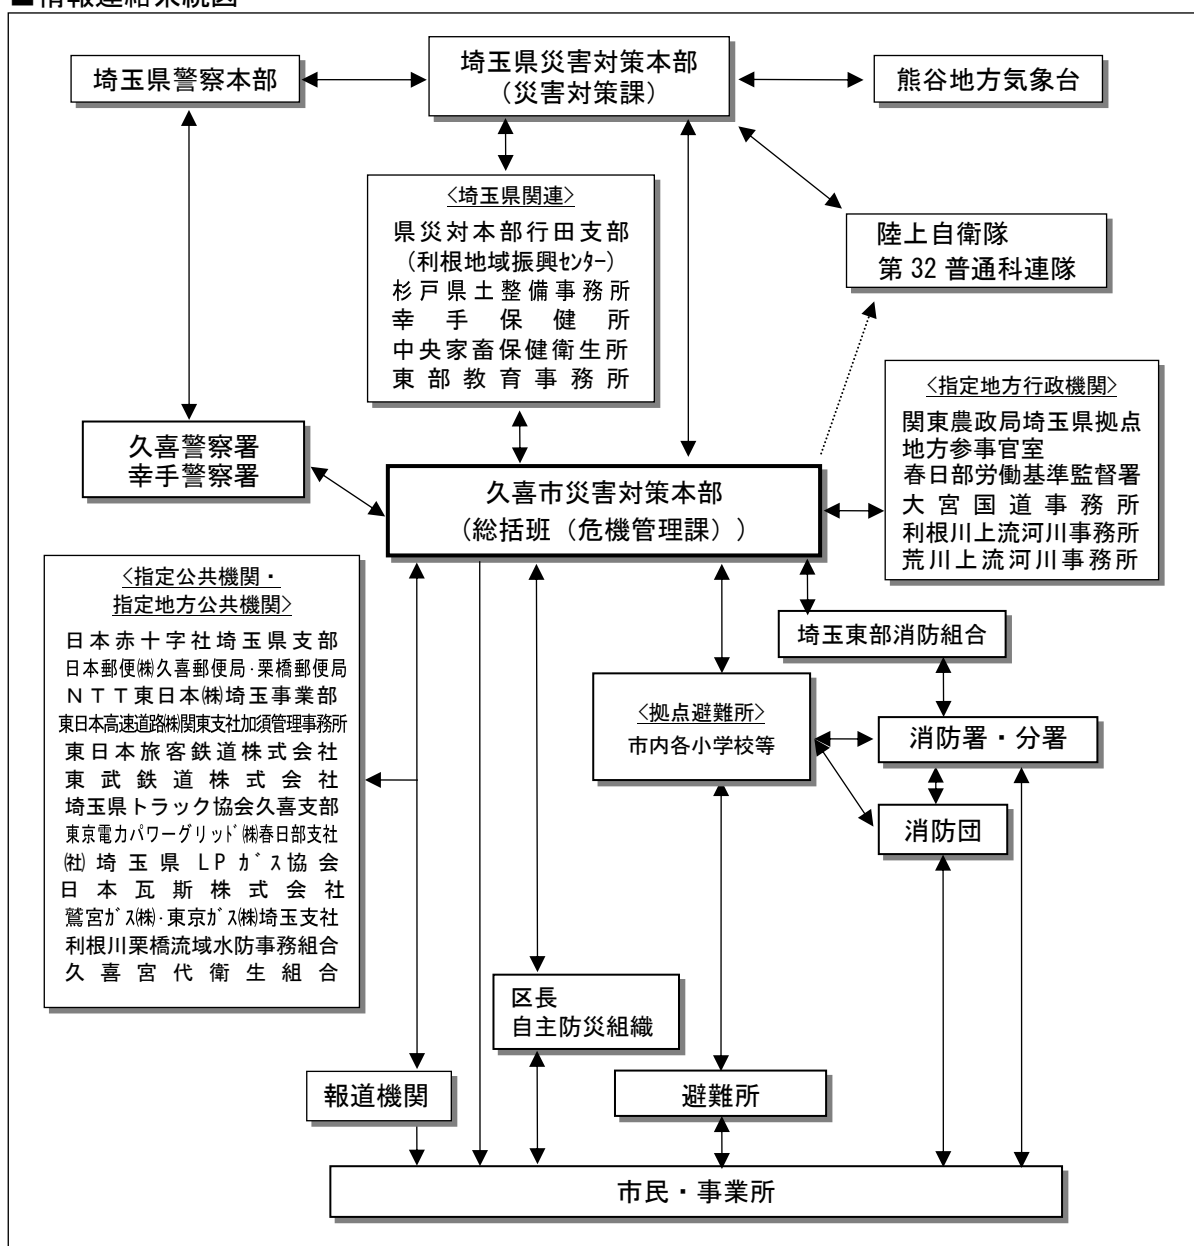 ■情報連絡系統図
埼玉県警察本部
埼玉県災害対策本部
（災害対策課）
熊谷地方気象台
<埼玉県関連>
県災対本部行田支部
(利根地域振興ｾﾝﾀｰ)
杉戸県土整備事務所
幸手保健所
中央家畜保健衛生所
東部教育事務所
陸上自衛隊
第 32 普通科連隊
<指定地方行政機関>
関東農政局埼玉県拠点
地方参事官室
春日部労働基準監督署
大宮国道事務所
利根川上流河川事務所
荒川上流河川事務所
久喜警察署
幸手警察署
久喜市災害対策本部
（総括班（危機管理課））
<指定公共機関・
指定地方公共機関>
日本赤十字社埼玉県支部
日本郵便㈱久喜郵便局･栗橋郵便局
ＮＴＴ東日本㈱埼玉事業部
東日本高速道路㈱関東支社加須管理事務所
東日本旅客鉄道株式会社
東武鉄道株式会社
埼玉県トラック協会久喜支部
東京電力パワーグリッド㈱春日部支社
㈳埼玉県 LP ｶﾞｽ協会
日本瓦斯株式会社
鷲宮ｶﾞｽ㈱･東京ｶﾞｽ㈱埼玉支社
利根川栗橋流域水防事務組合
久喜宮代衛生組合
埼玉東部消防組合
<拠点避難所>
市内各小学校等
消防署・分署
消防団
区長
自主防災組織
報道機関
避難所
市民・事業所